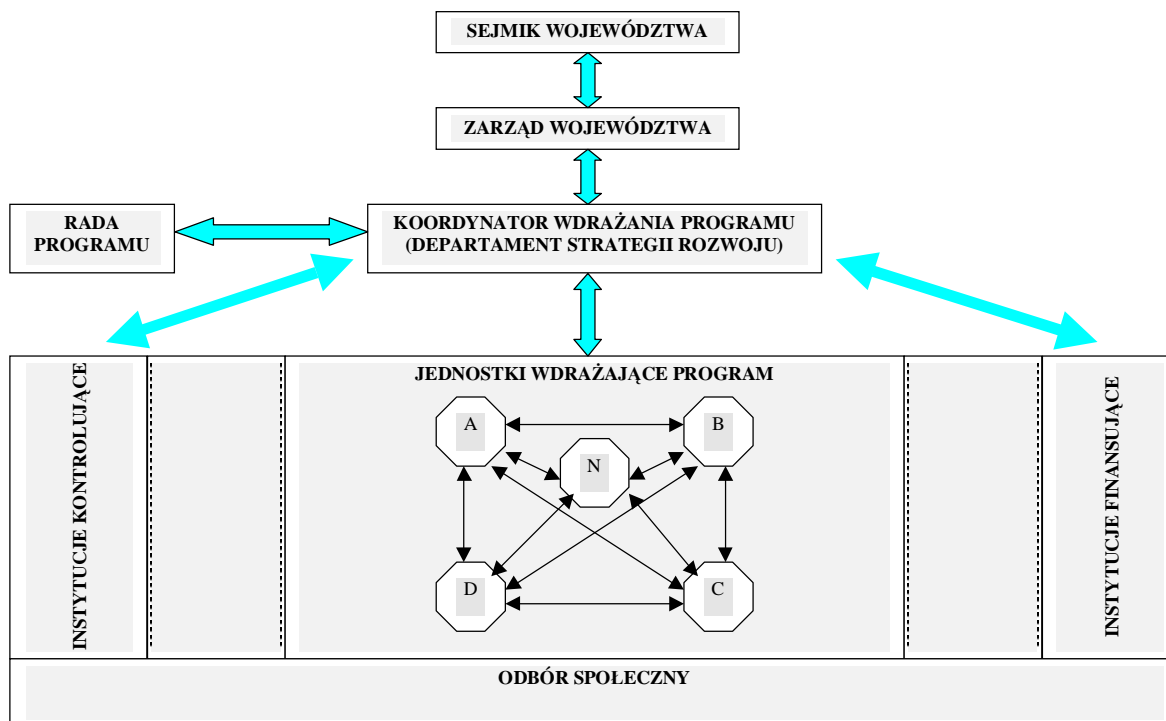 SEJMIK WOJEWÓDZTWA
ZARZĄD WOJEWÓDZTWA
RADA
PROGRAMU
KOORDYNATOR WDRAŻANIA PROGRAMU
(DEPARTAMENT STRATEGII ROZWOJU)
INSTYTUCJE KONTROLUJĄCE
JEDNOSTKI WDRAŻAJĄCE PROGRAM
A
B
N
D
C
INSTYTUCJE FINANSUJĄCE
ODBÓR SPOŁECZNY